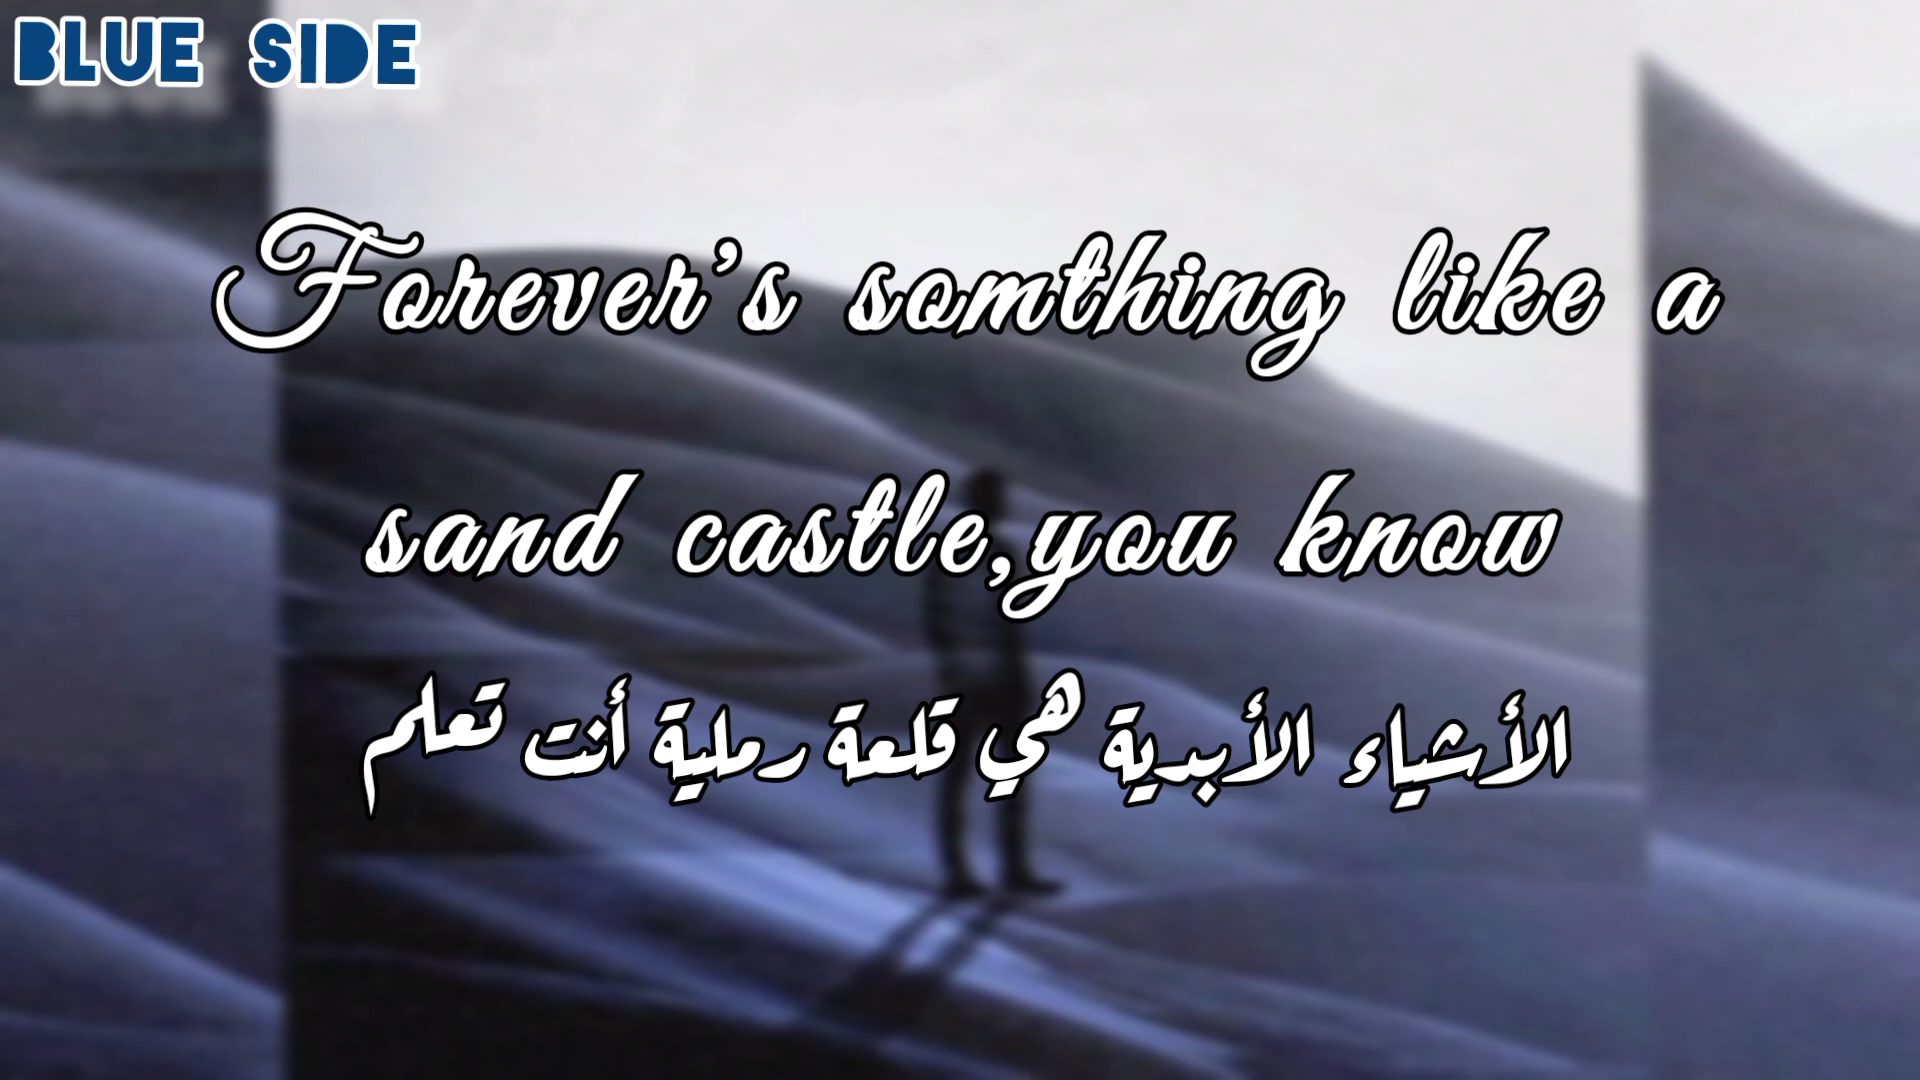 BLUE SIDE
Forever's somthing like a
sand castle,you know
الأشياء الأبدية هي قلعة رملية أنت تعلم